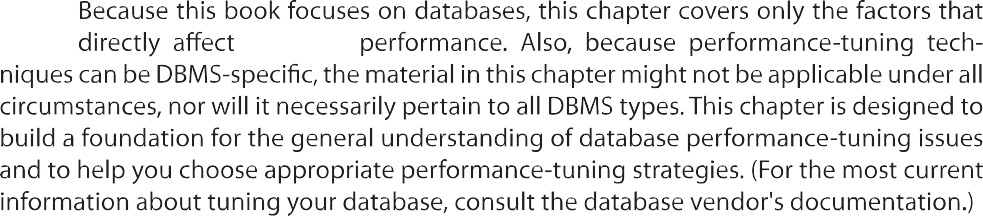 Because this book focuses on databases, this chapter covers only the factors that
directly affect performance. Also, because performance-tuning tech-
niques can be DBMS-specific, the material in this chapter might not be applicable under all
circumstances, nor will it necessarily pertain to all DBMS types. This chapter is designed to
build a foundation for the general understanding of database performance-tuning issues
and to help you choose appropriate performance-tuning strategies. (For the most current
information about tuning your database, consult the database vendor's documentation.)